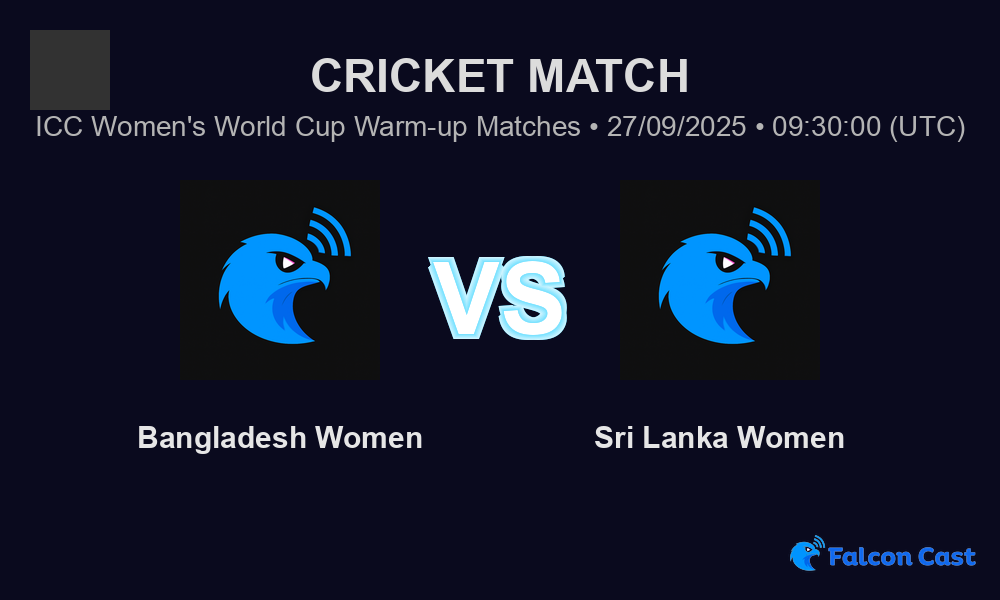 CRICKET MATCH
ICC Women's World Cup Warm-up Matches • 27/09/2025 • 09:30:00 (UTC)
VS
Bangladesh Women
Sri Lanka Women
Falcon Cast